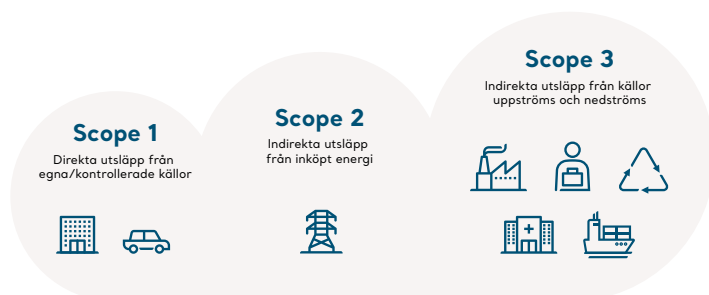 Scope 1
Direkta utsläpp från
egna/kontrollerade källor
Scope 2
Indirekta utsläpp
från inköpt energi
Scope 3
Indirekta utsläpp från källor
uppströms och nedströms